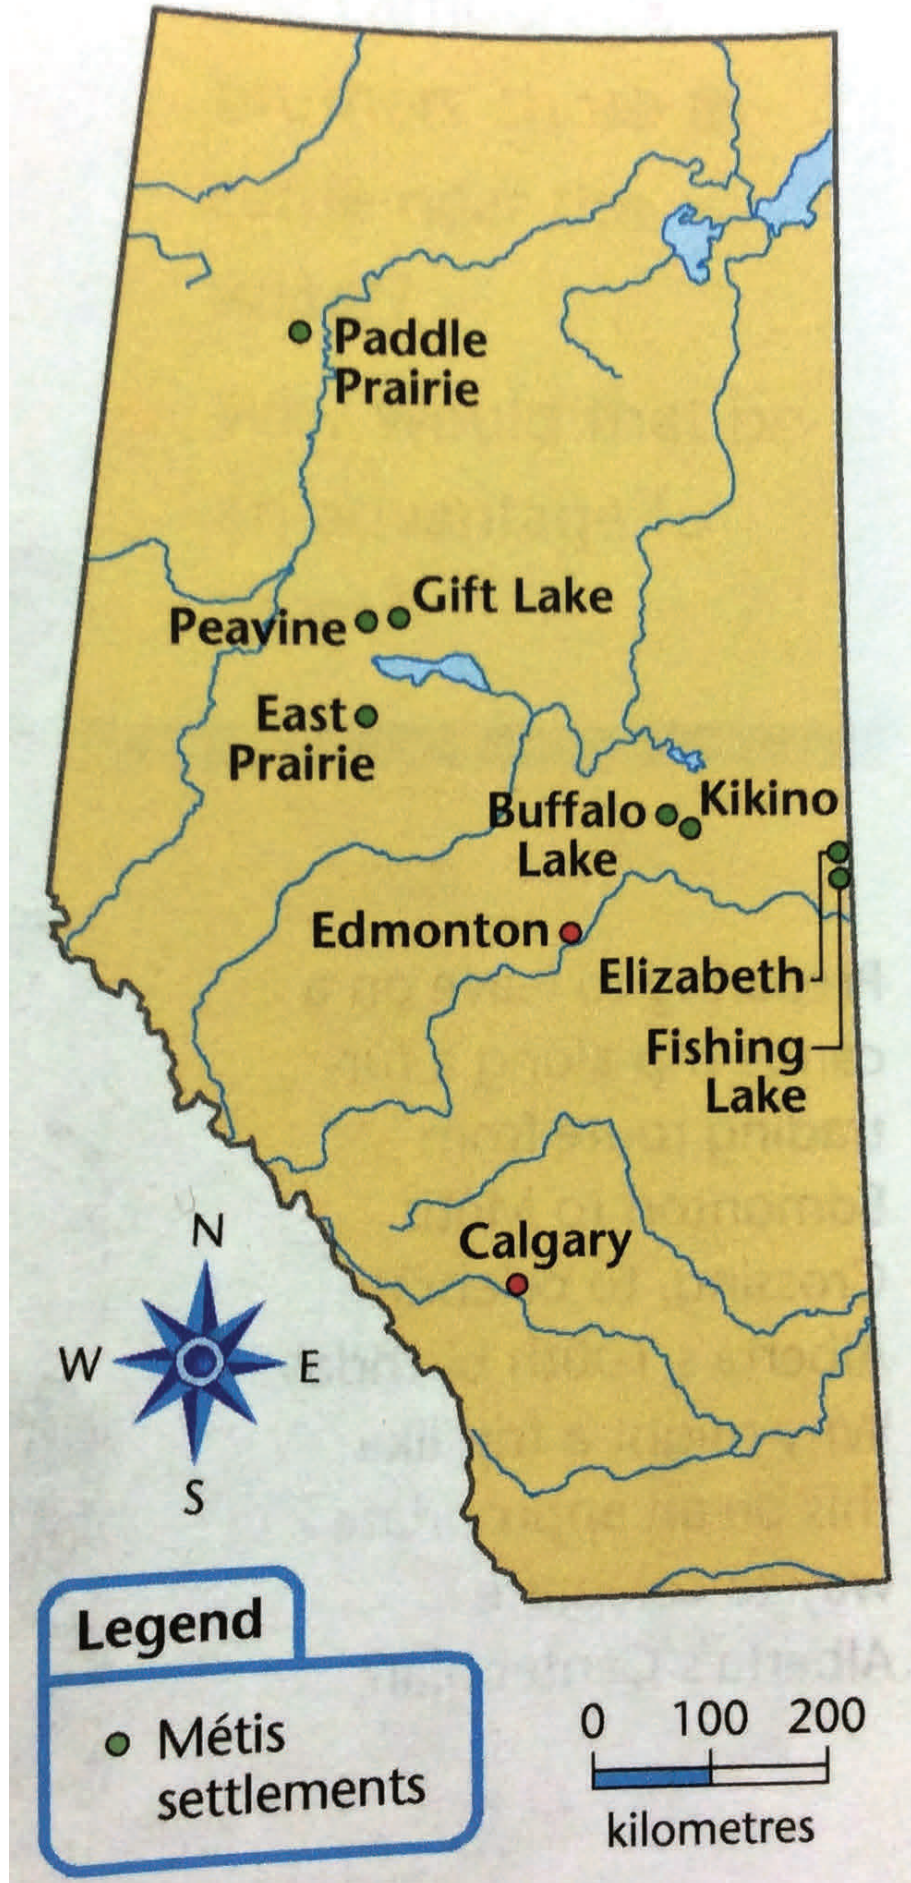 Paddle
Prairie
Gift Lake
Peavine
East
Prairie
Kikino
Buffalo
Lake
Edmonton
Elizabeth
Fishing
Lake
N
Calgary
W
E
S
Legend
Métis
settlements
0 100 200
kilometres